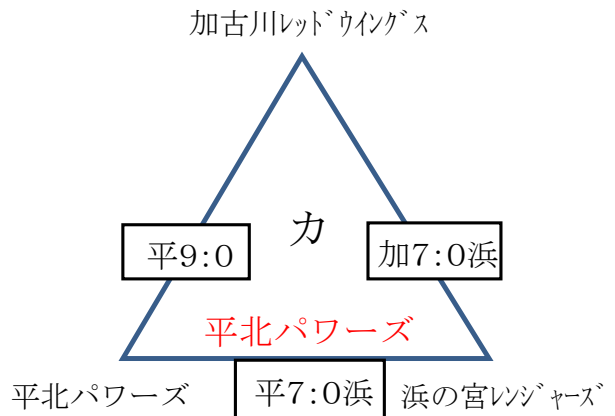 加古川ﾚｯﾄﾞｳｲﾝｸﾞｽ
カ
平9:0
加7:0浜
平北パワーズ
平北パワーズ
平7:0浜
浜の宮ﾚﾝｼﾞｬｰｽﾞ